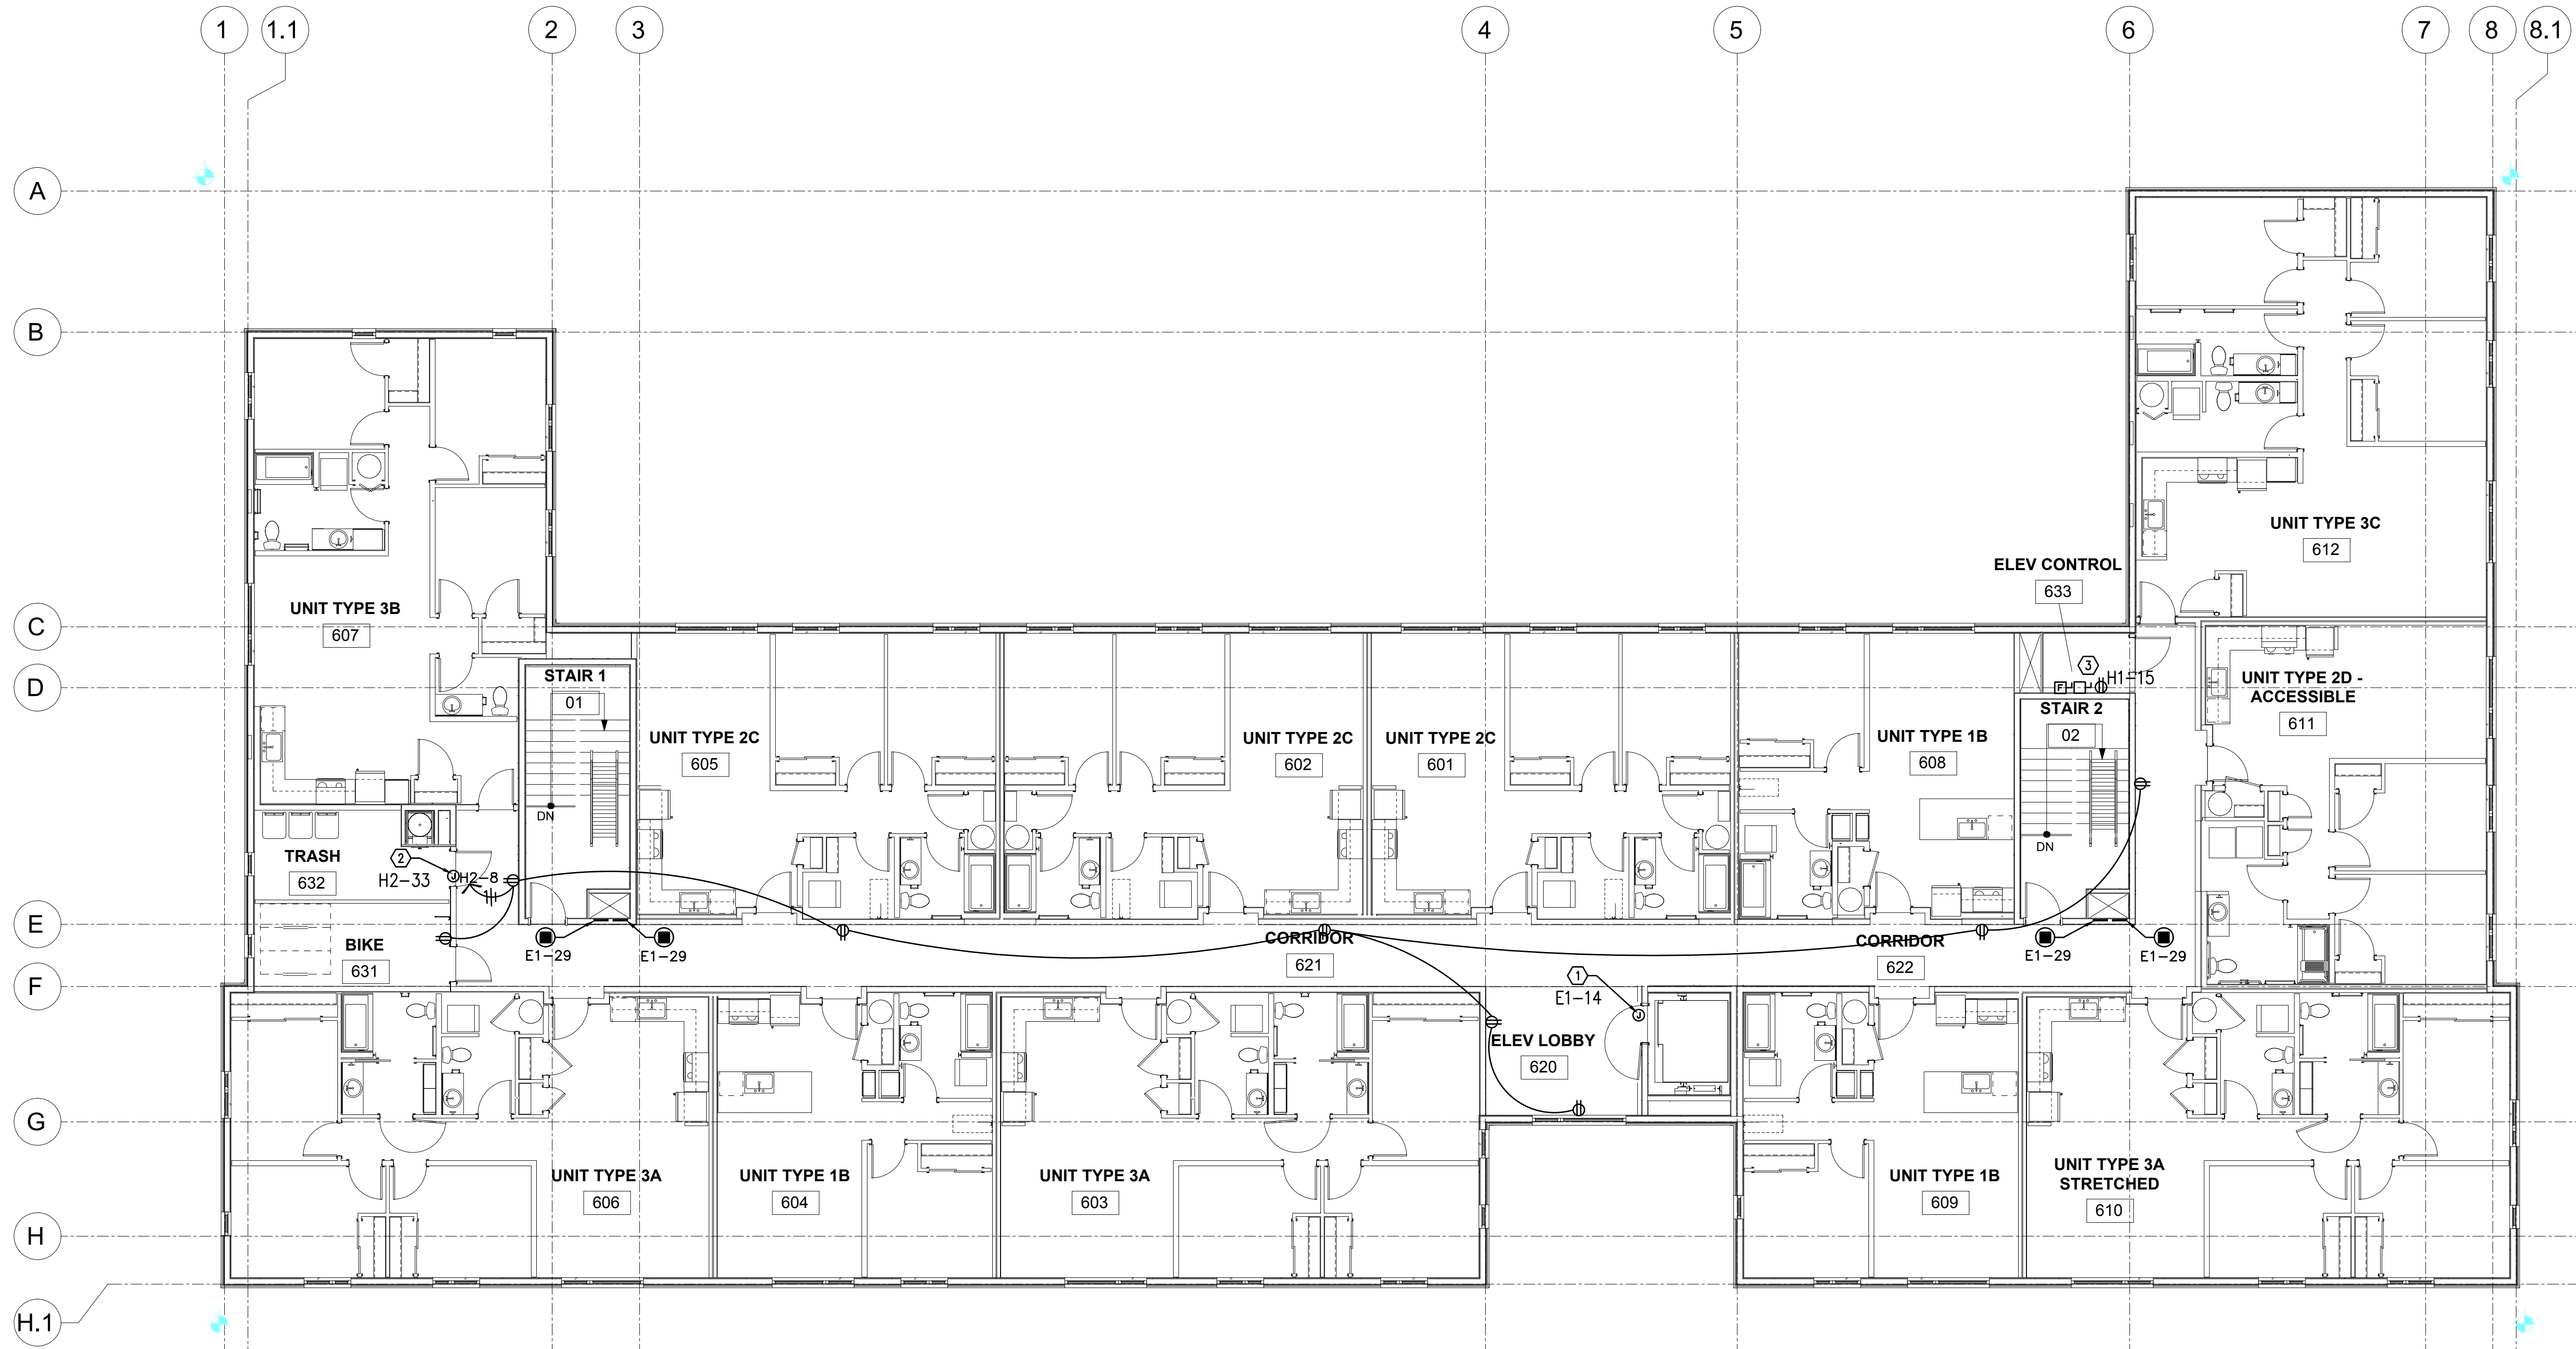 1
1.1
2
3
4
5
6
7
8
8.1
A
B
C
D
E
F
G
H
H.1
UNIT TYPE 3C
612
ELEV CONTROL
633
UNIT TYPE 3B
607
3
H1-15
STAIR 1
01
F
UNIT TYPE 2D -
ACCESSIBLE
611
STAIR 2
02
UNIT TYPE 2C
605
UNIT TYPE 2C
602
UNIT TYPE 2C
601
UNIT TYPE 1B
608
DN
DN
TRASH
632
2
H2-33
J
H2-8
BIKE
631
E1-29
E1-29
CORRIDOR
621
CORRIDOR
622
E1-29
E1-29
1
E1-14
J
ELEV LOBBY
620
UNIT TYPE 3A
606
UNIT TYPE 1B
604
UNIT TYPE 3A
603
UNIT TYPE 1B
609
UNIT TYPE 3A
STRETCHED
610